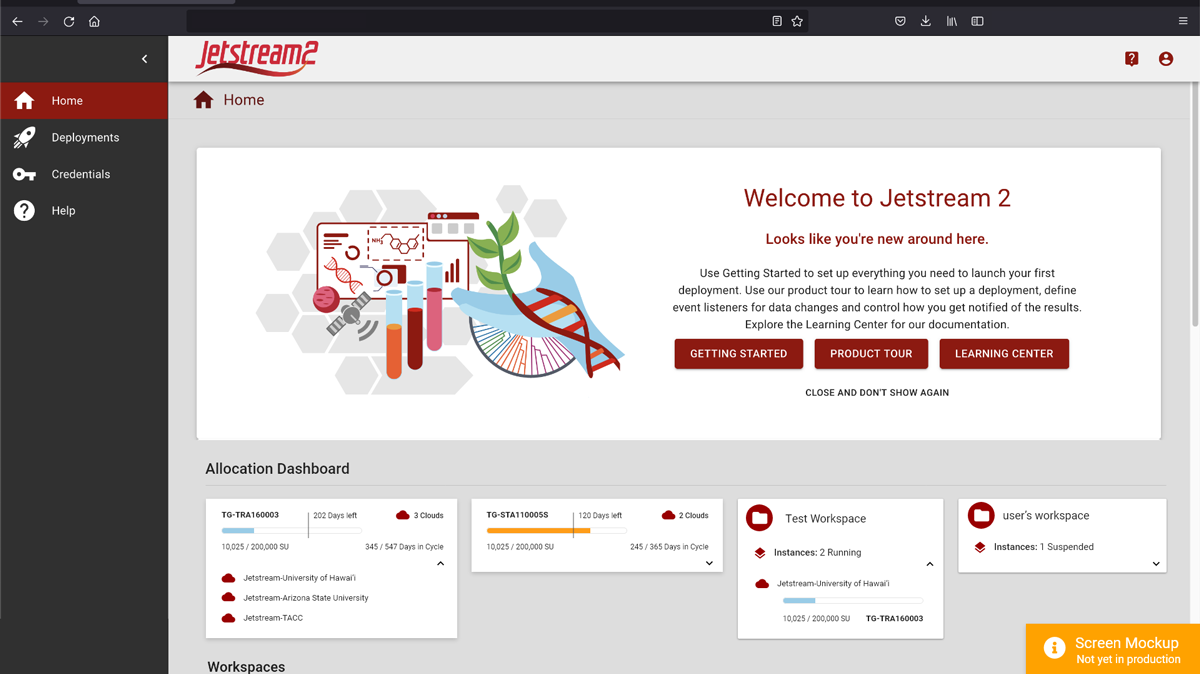 Jetstream2
Home
Deployments
Credentials
Help
Home
NH₂
Welcome to Jetstream 2
Looks like you're new around here.
Use Getting Started to set up everything you need to launch your first
deployment. Use our product tour to learn how to set up a deployment, define
event listeners for data changes and control how you get notified of the results.
Explore the Learning Center for our documentation.
GETTING STARTED
PRODUCT TOUR
LEARNING CENTER
CLOSE AND DON'T SHOW AGAIN
Allocation Dashboard
TG-TRA160003 202 Days left 3 Clouds
10,025 / 200,000 SU 345 / 547 Days in Cycle
Jetstream-University of Hawai'i
Jetstream-Arizona State University
Jetstream-TACC
TG-STA110005S 120 Days left 2 Clouds
10,025 / 200,000 SU 245 / 365 Days in Cycle
Test Workspace
Instances: 2 Running
Jetstream-University of Hawai'i
10,025 / 200,000 SU TG-TRA160003
user's workspace
Instances: 1 Suspended
Workspaces
Screen Mockup
Not yet in production